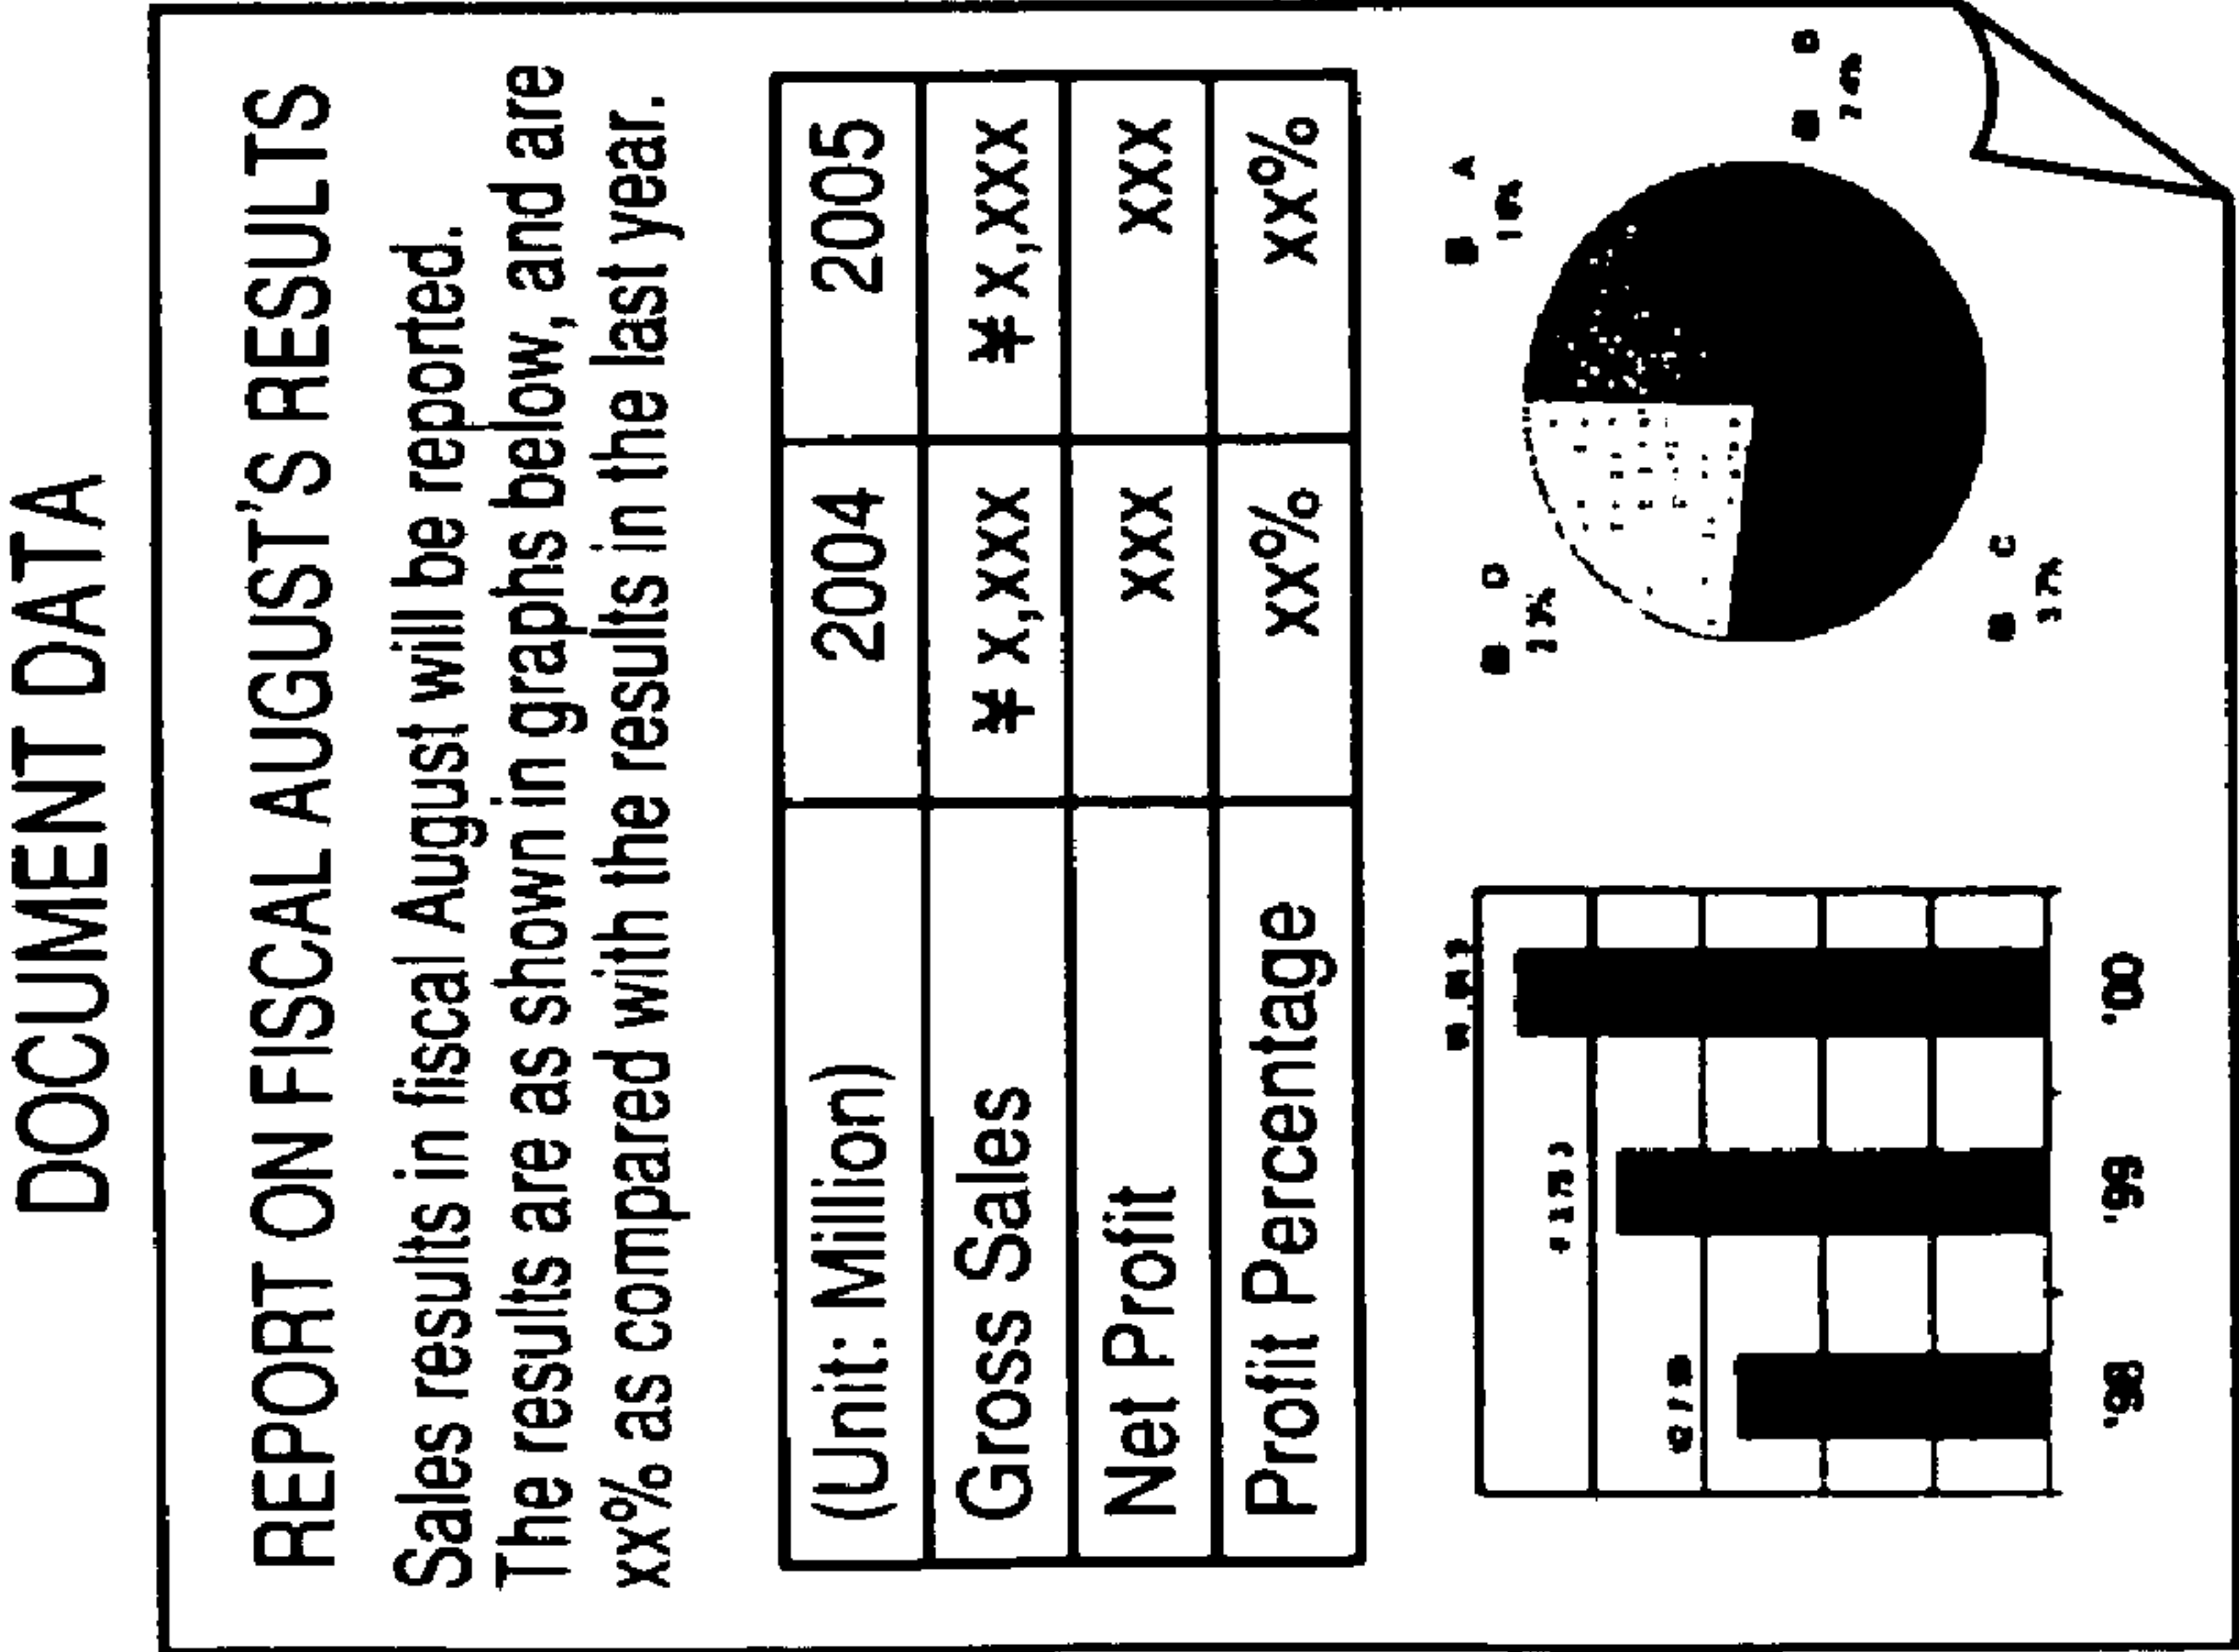 DOCUMENT DATA
REPORT ON FISCAL AUGUST'S RESULTS
Sales results in fiscal August will be reported.
The results are as shown in graphs below, and are
xx% as compared with the results in the last year.
(Unit: Million) 2004 2005
Gross Sales ¥ x,xxx ¥ x,xxx
Net Profit xxx xxx
Profit Percentage xx% xx%
'98 '99 '00